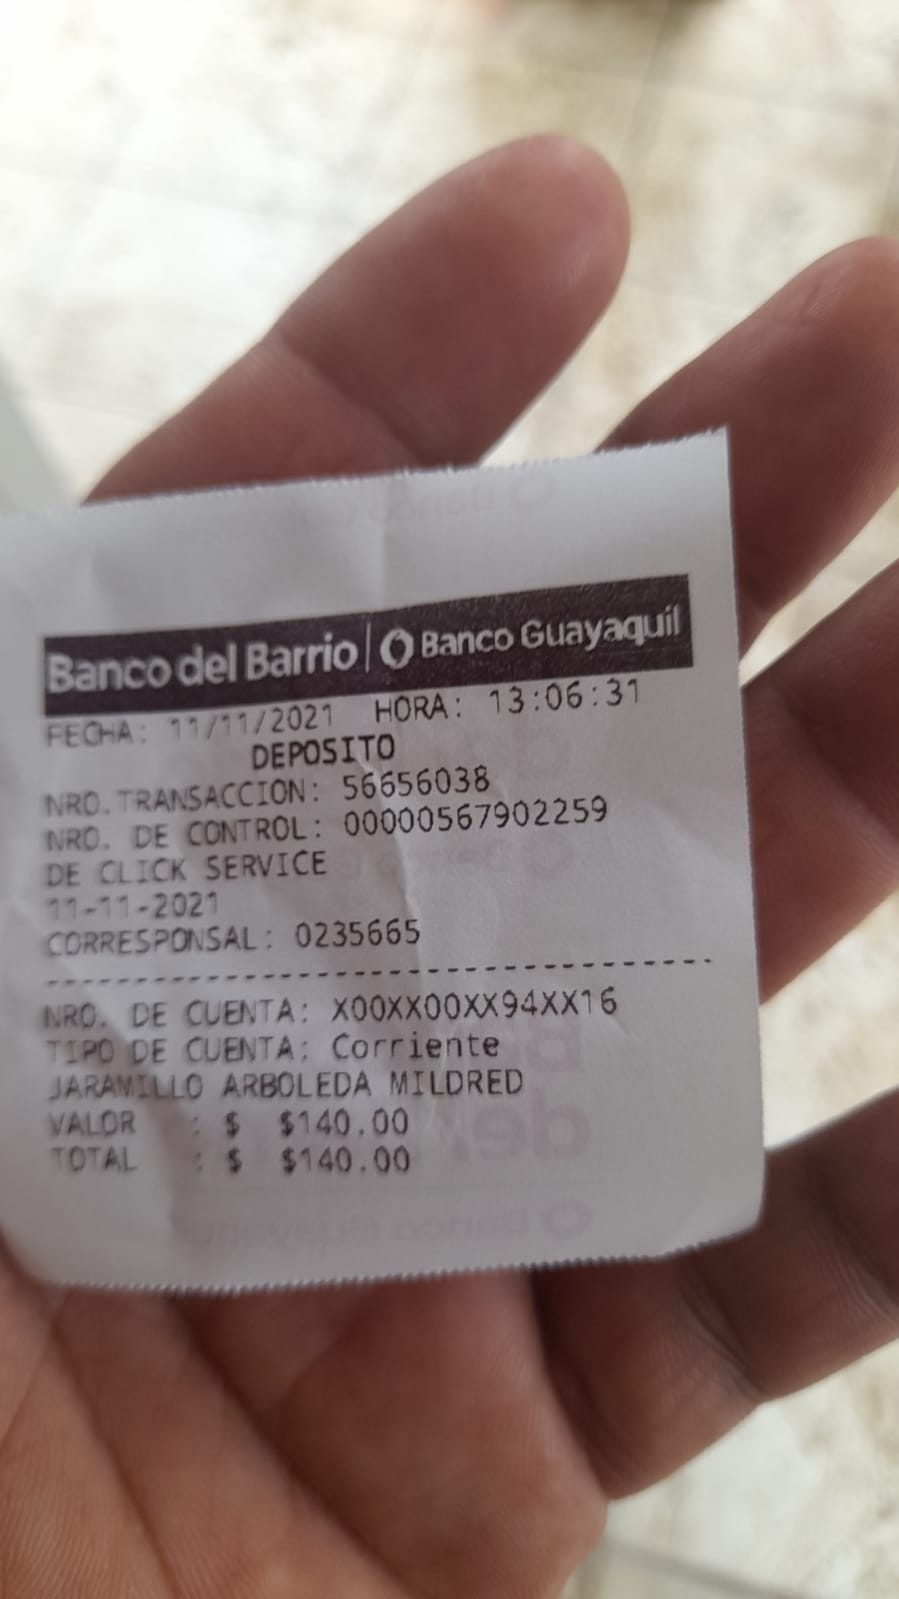 Banco del Barrio | Banco Guayaquil
FECHA: 11/11/2021 HORA: 13:06:31
DEPOSITO
NRO.TRANSACCION: 56656038
NRO. DE CONTROL: 00000567902259
DE CLICK SERVICE
11-11-2021
CORRESPONSAL: 0235665
------------------------------------------
NRO. DE CUENTA: X00XX00XX94XX16
TIPO DE CUENTA: Corriente
JARAMILLO ARBOLEDA MILDRED
VALOR : $ $140.00
TOTAL : $ $140.00